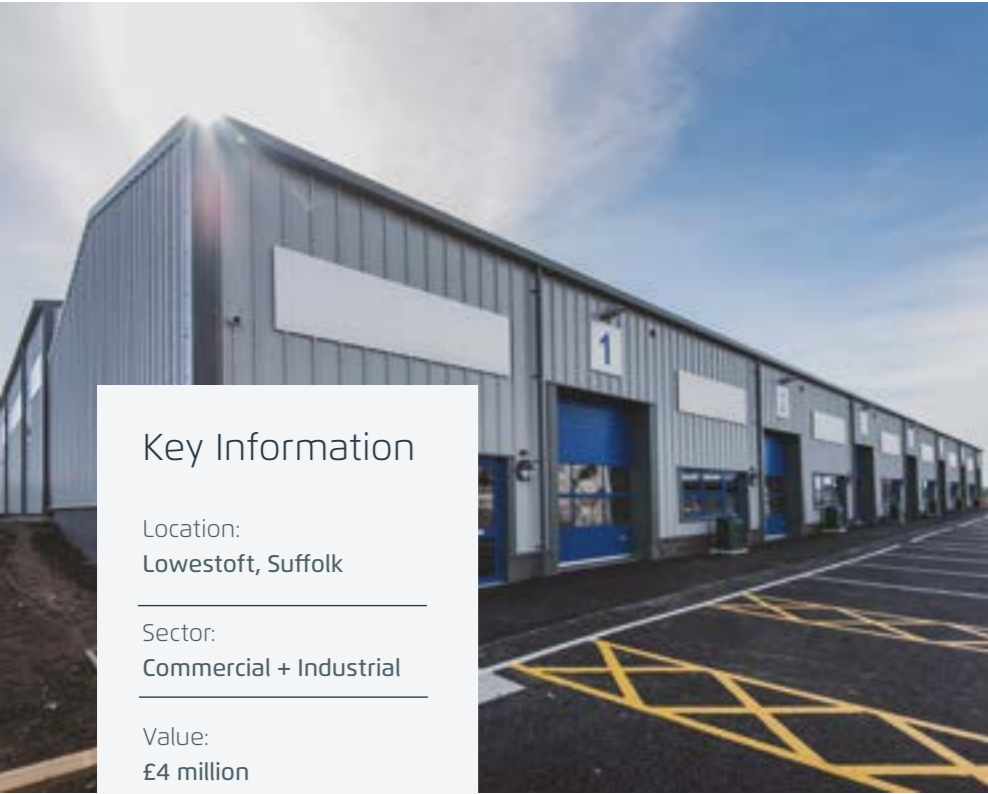 1
Key Information
Location:
Lowestoft, Suffolk
Sector:
Commercial + Industrial
Value:
£4 million